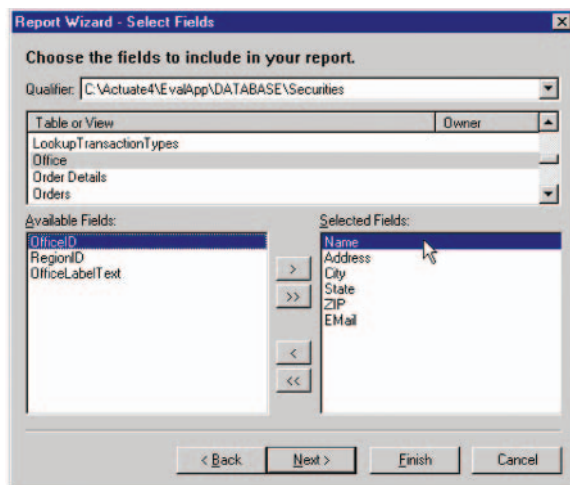 Report Wizard - Select Fields
Choose the fields to include in your report.
Qualifier: C:\Actuate4\EvalApp\DATABASE\Securities
Table or View Owner
LookupTransactionTypes
Office
Order Details
Orders
Available Fields: Selected Fields:
OfficeID Name
RegionID Address
OfficeLabelText City
> State
>> ZIP
EMail
<
<<
< Back Next > Finish Cancel